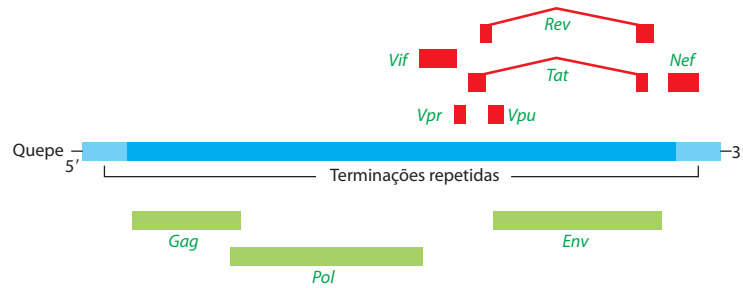 Rev
Vif
Nef
Tat
Vpr
Vpu
Quepe
5′
3′
Terminações repetidas
Gag
Env
Pol